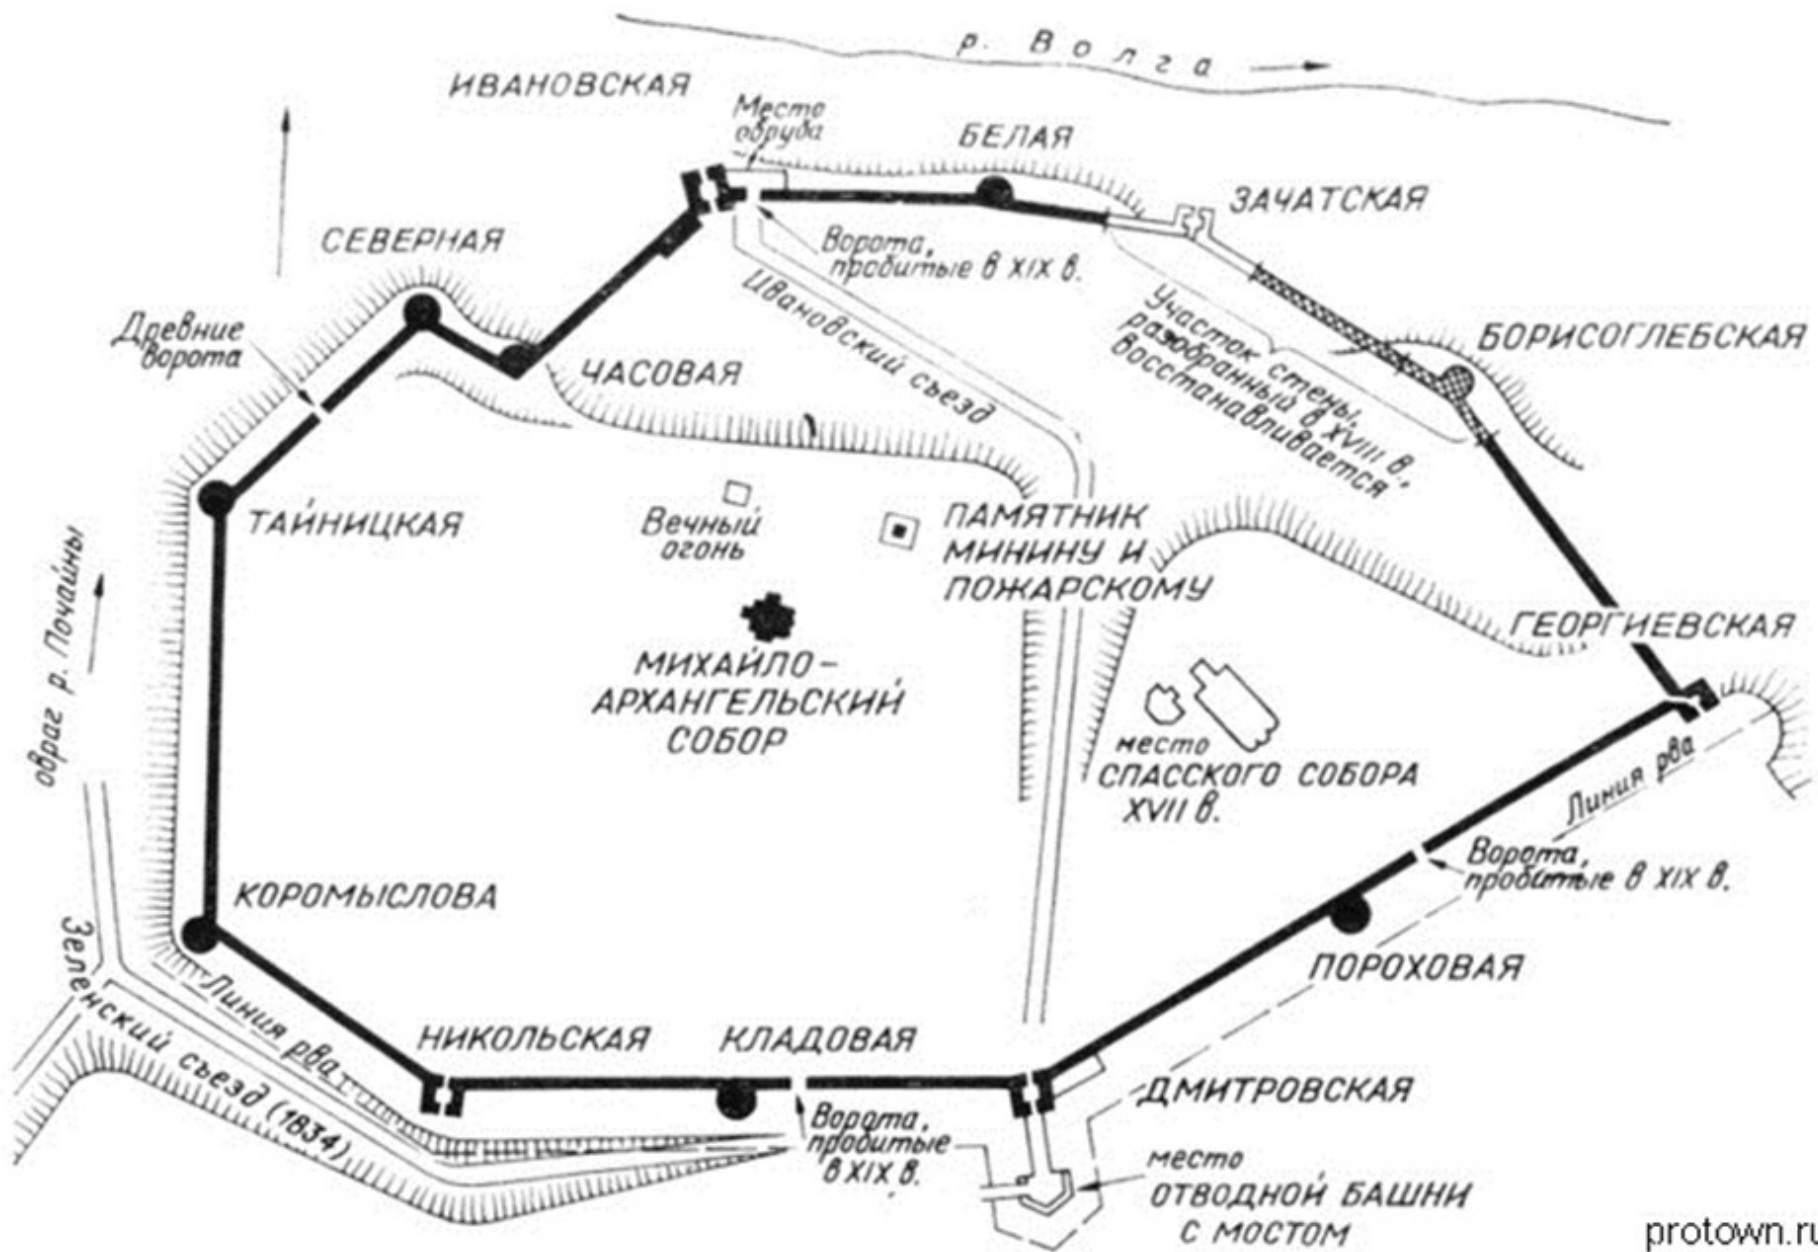 р. Волга
ИВАНОВСКАЯ
Место
обруба
БЕЛАЯ
ЗАЧАТСКАЯ
СЕВЕРНАЯ
Ворота,
пробитые в XIX в.
Древние
ворота
Ивановский съезд
Участок стены,
разобранный в XVIII в.,
восстанавливается
БОРИСОГЛЕБСКАЯ
ЧАСОВАЯ
ТАЙНИЦКАЯ
Вечный
огонь
ПАМЯТНИК
МИНИНУ И
ПОЖАРСКОМУ
овраг р. Почайны
ГЕОРГИЕВСКАЯ
МИХАЙЛО-
АРХАНГЕЛЬСКИЙ
СОБОР
место
СПАССКОГО СОБОРА
XVII в.
Линия рва
Ворота,
пробитые в XIX в.
КОРОМЫСЛОВА
ПОРОХОВАЯ
Зеленский съезд (1834)
Линия рва
НИКОЛЬСКАЯ
КЛАДОВАЯ
ДМИТРОВСКАЯ
Ворота,
пробитые
в XIX в.
место
ОТВОДНОЙ БАШНИ
С МОСТОМ
protown.ru